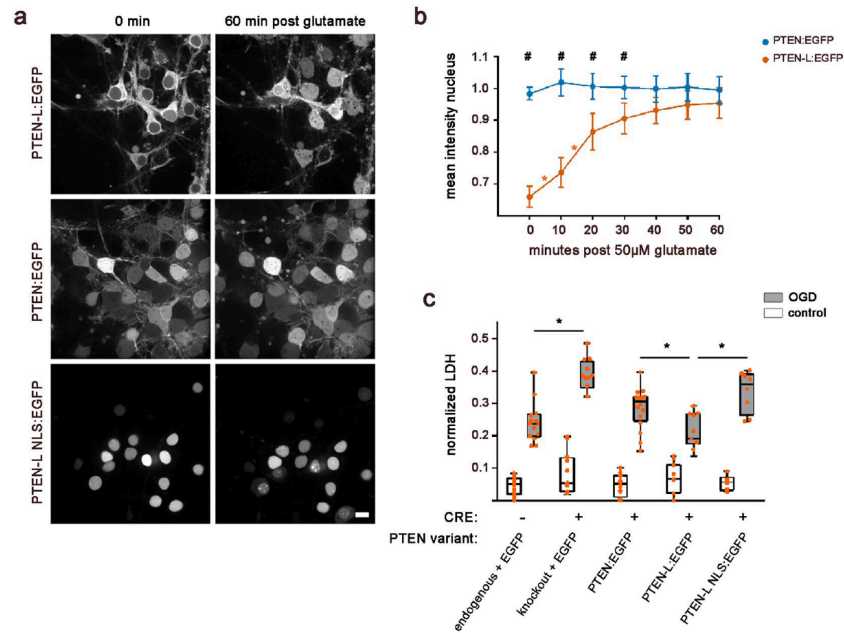 a
0 min
60 min post glutamate
PTEN-L:EGFP
PTEN:EGFP
PTEN-L NLS:EGFP
b
PTEN:EGFP
PTEN-L:EGFP
# # # #
1.1
1.0
0.9
0.8
0.7
mean intensity nucleus
* *
0 10 20 30 40 50 60
minutes post 50µM glutamate
c
OGD
control
* * *
0.5
0.4
0.3
0.2
0.1
normalized LDH
CRE: - + + + +
PTEN variant:
endogenous + EGFP
knockout + EGFP
PTEN:EGFP
PTEN-L:EGFP
PTEN-L NLS:EGFP